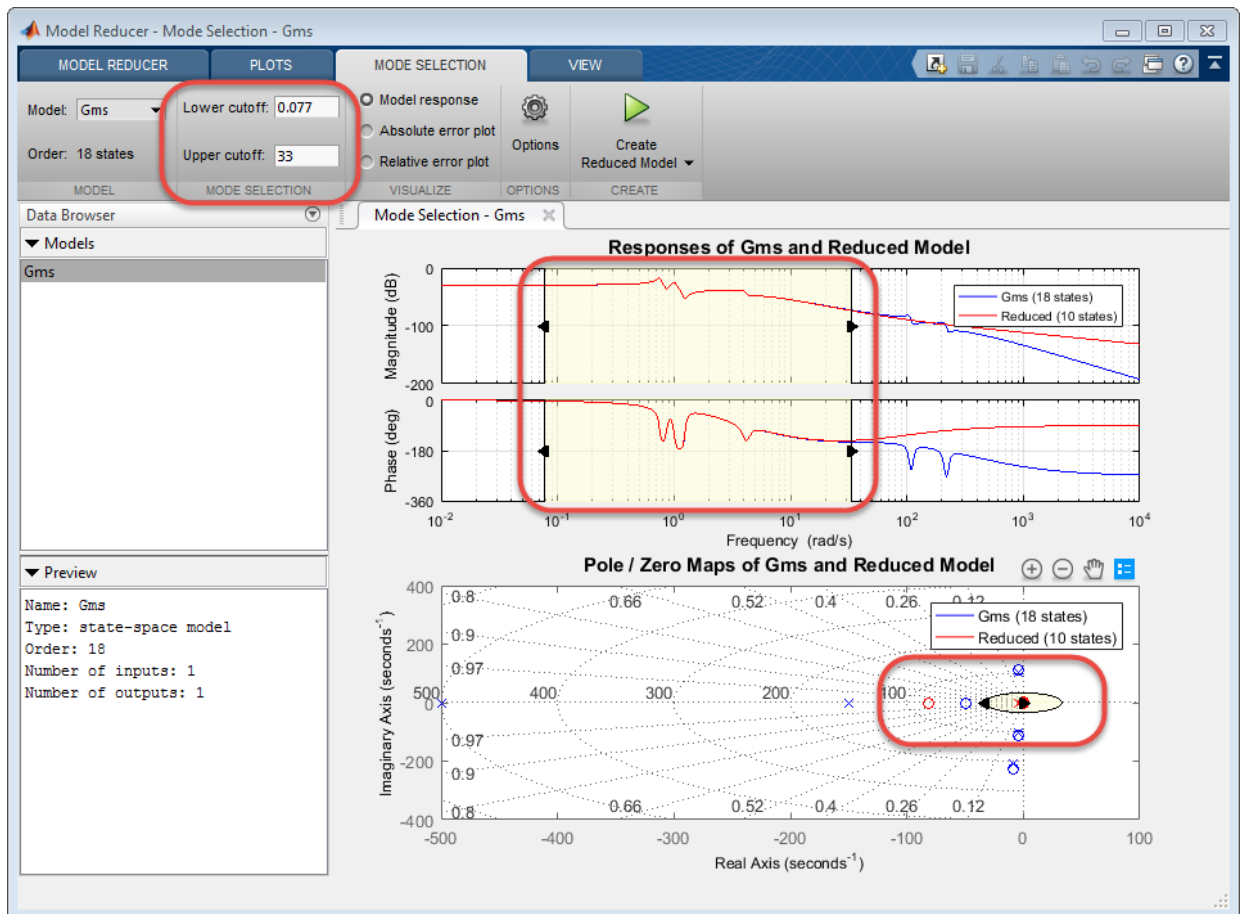 Model Reducer - Mode Selection - Gms
MODEL REDUCER PLOTS MODE SELECTION VIEW
Model: Gms Lower cutoff: 0.077 Model response
Absolute error plot
Order: 18 states Upper cutoff: 33 Relative error plot
Options
Create
Reduced Model
MODEL MODE SELECTION VISUALIZE OPTIONS CREATE
Data Browser
Models
Gms
Preview
Name: Gms
Type: state-space model
Order: 18
Number of inputs: 1
Number of outputs: 1
Mode Selection - Gms
Responses of Gms and Reduced Model
Magnitude (dB)
0
-100
-200
Gms (18 states)
Reduced (10 states)
Phase (deg)
0
-180
-360
10^-2 10^-1 10^0 10^1 10^2 10^3 10^4
Frequency (rad/s)
Pole / Zero Maps of Gms and Reduced Model
Imaginary Axis (seconds^-1)
400
200
0
-200
-400
0.8 0.66 0.52 0.4 0.26 0.12
0.9
0.97
500 400 300 200 100
0.97
0.9
0.8 0.66 0.52 0.4 0.26 0.12
Gms (18 states)
Reduced (10 states)
-500 -400 -300 -200 -100 0 100
Real Axis (seconds^-1)